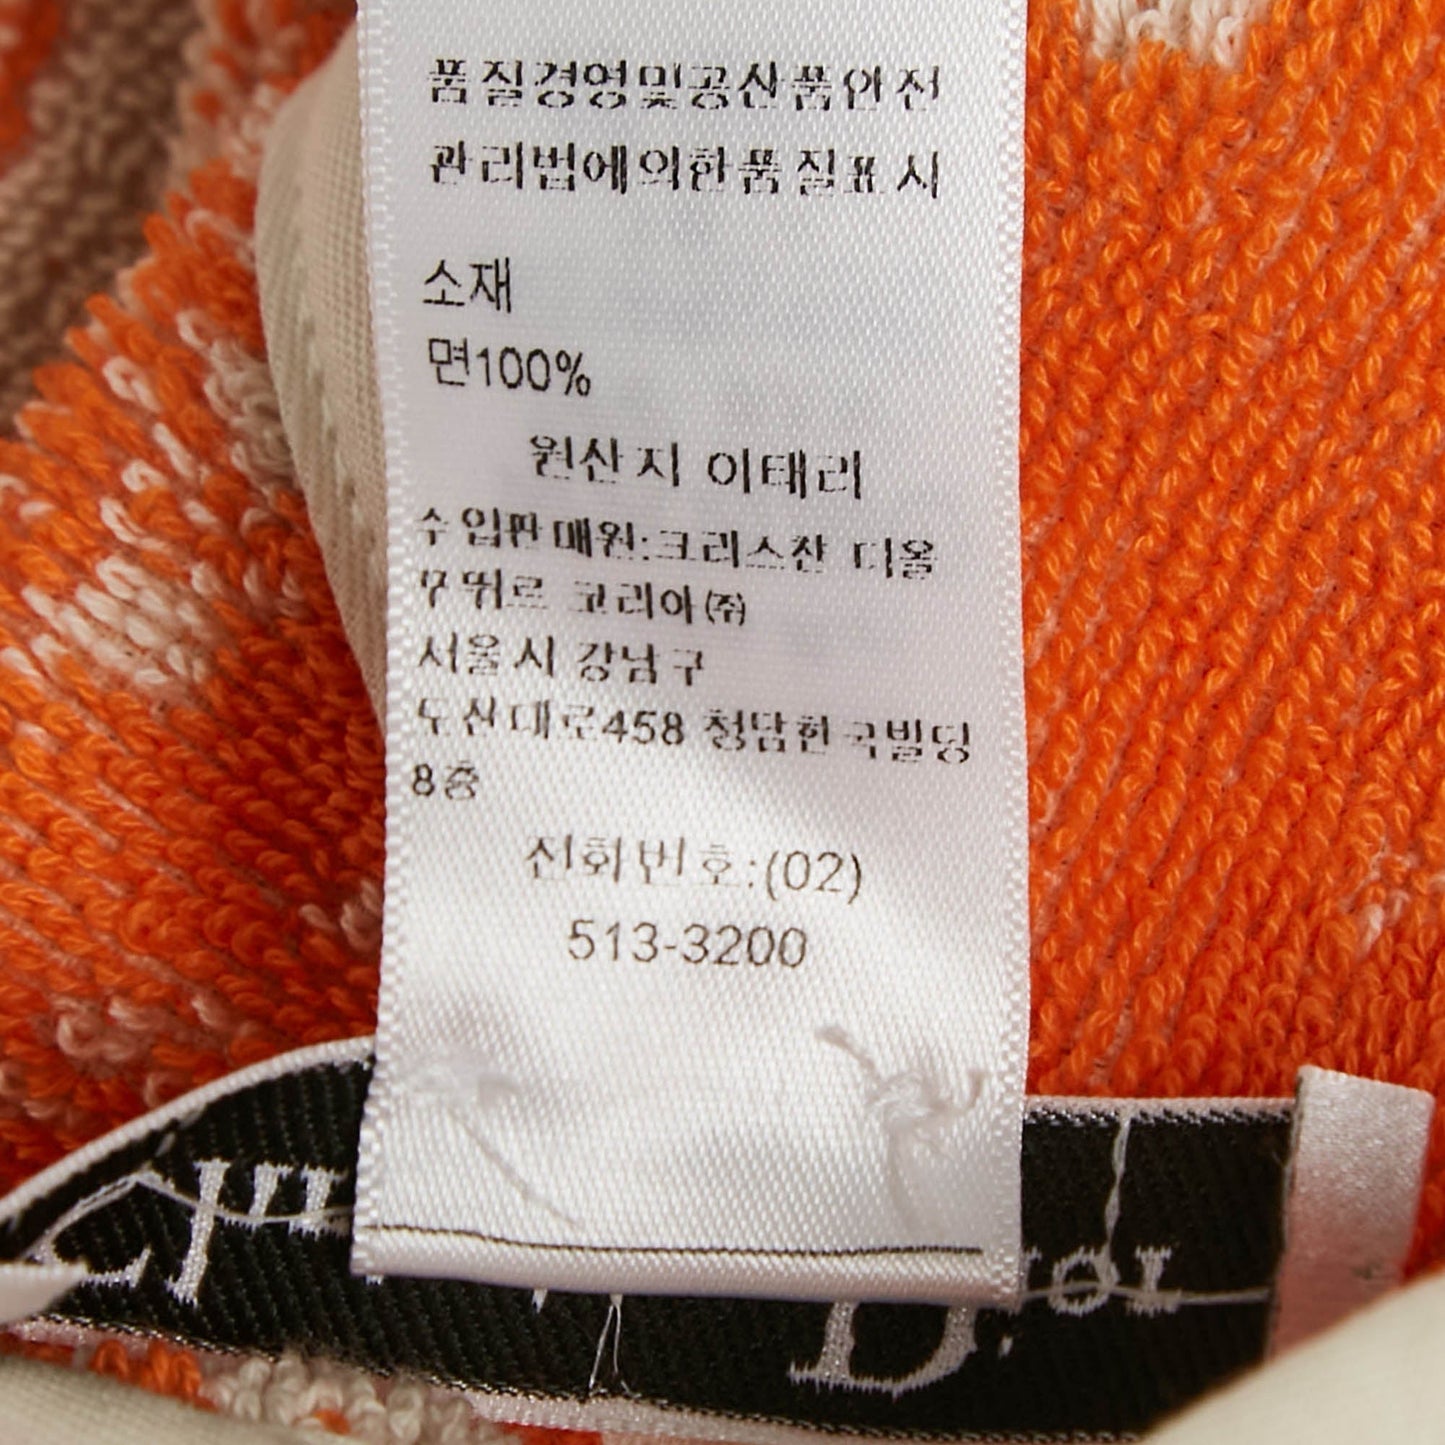 품질경영및공산품안전
관리법에의한품질표시
소재
면100%
원산지 이태리
수입판매원:크리스챤 디올
꾸뛰르 코리아(주)
서울시 강남구
도산대로458 청담한국빌딩
8층
전화번호:(02)
513-3200